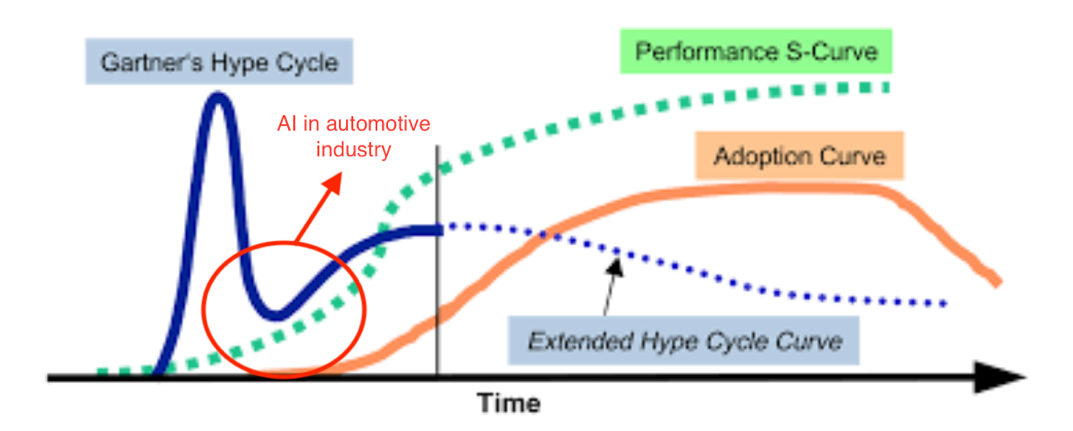 Gartner's Hype Cycle
Performance S-Curve
AI in automotive
industry
Adoption Curve
Extended Hype Cycle Curve
Time